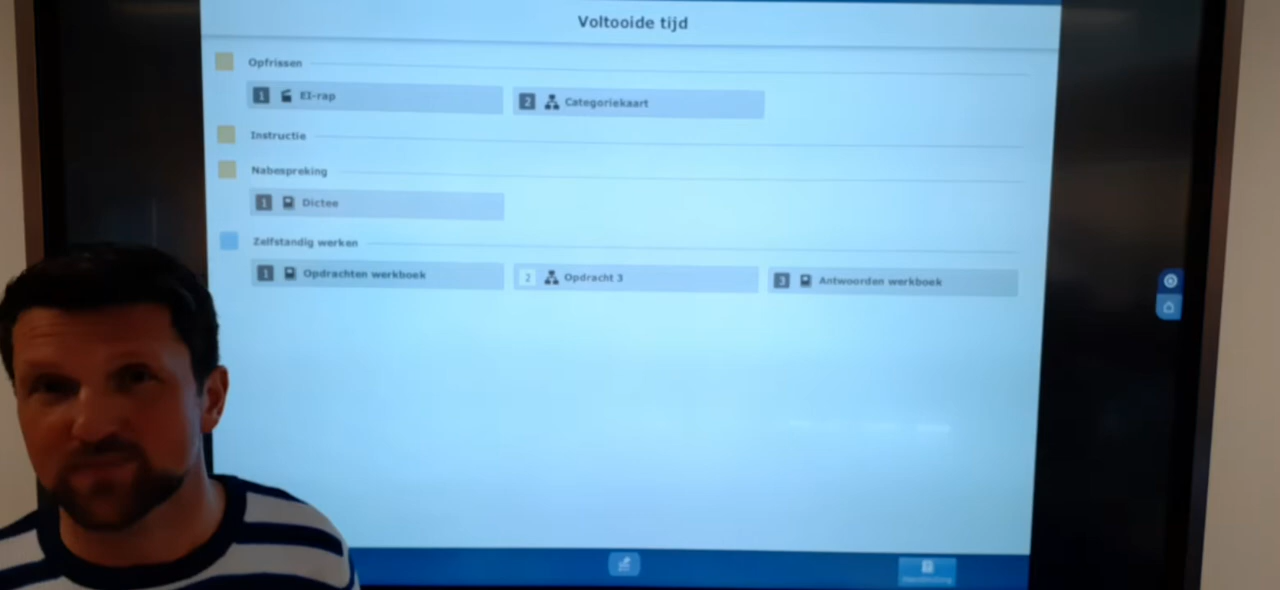 Voltooide tijd
Opfrissen
1 EI-rap
2 Categoriekaart
Instructie
Nabespreking
1 Dictee
Zelfstandig werken
1 Opdrachten werkboek
2 Opdracht 3
3 Antwoorden werkboek